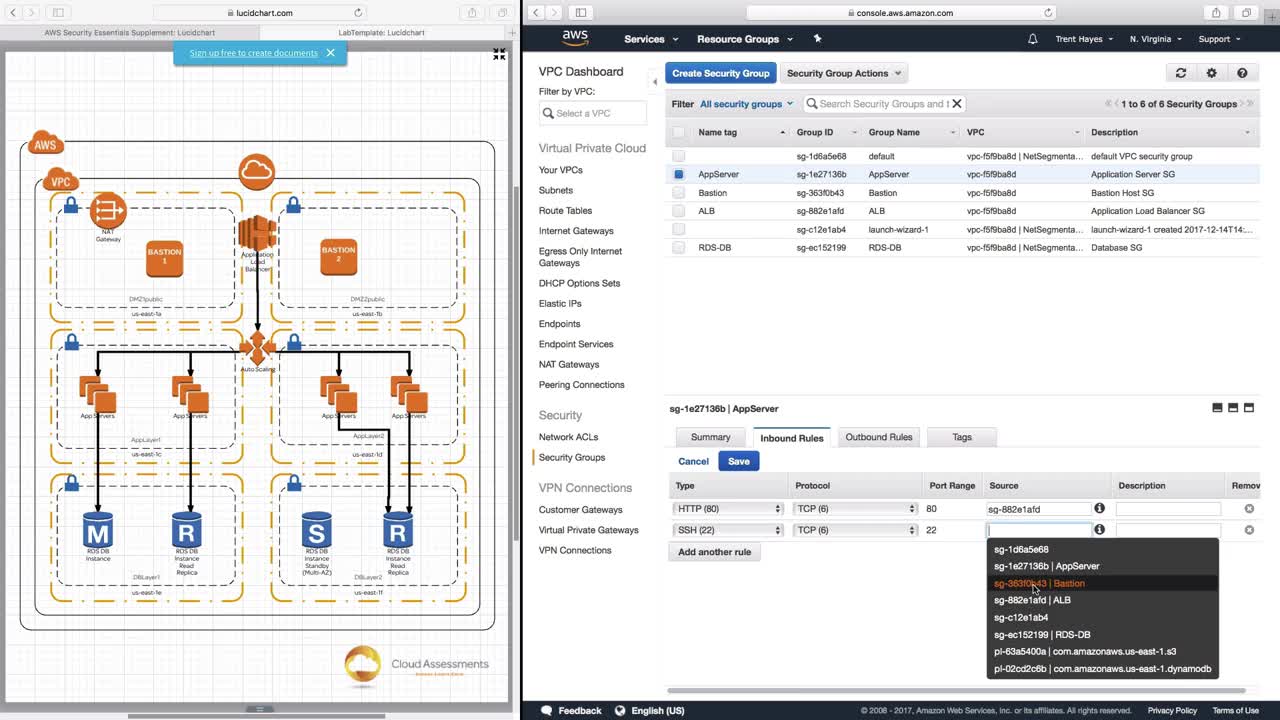 lucidchart.com
AWS Security Essentials Supplement: Lucidchart
LabTemplate: Lucidchart
Sign up free to create documents
AWS
VPC
NAT
Gateway
BASTION
1
Application
Load
Balancer
BASTION
2
DMZ1public
us-east-1a
DMZ2public
us-east-1b
Auto Scaling
App Servers
App Servers
App Servers
App Servers
AppLayer1
us-east-1c
AppLayer2
us-east-1d
M
RDS DB
Instance
R
RDS DB
Instance
Read
Replica
S
RDS DB
Instance
Standby
(Multi-AZ)
R
RDS DB
Instance
Read
Replica
DBLayer1
us-east-1e
DBLayer2
us-east-1f
Cloud Assessments
console.aws.amazon.com
aws
Services
Resource Groups
Trent Hayes
N. Virginia
Support
VPC Dashboard
Filter by VPC:
Select a VPC
Virtual Private Cloud
Your VPCs
Subnets
Route Tables
Internet Gateways
Egress Only Internet
Gateways
DHCP Options Sets
Elastic IPs
Endpoints
Endpoint Services
NAT Gateways
Peering Connections
Security
Network ACLs
Security Groups
VPN Connections
Customer Gateways
Virtual Private Gateways
VPN Connections
Create Security Group
Security Group Actions
Filter All security groups
Search Security Groups and t
1 to 6 of 6 Security Groups
Name tag Group ID Group Name VPC Description
sg-1d6a5e68 default vpc-f5f9ba8d | NetSegmenta... default VPC security group
AppServer sg-1e27136b AppServer vpc-f5f9ba8d Application Server SG
Bastion sg-363f0b43 Bastion vpc-f5f9ba8d Bastion Host SG
ALB sg-882e1afd ALB vpc-f5f9ba8d Application Load Balancer SG
sg-c12e1ab4 launch-wizard-1 vpc-f5f9ba8d | NetSegmenta... launch-wizard-1 created 2017-12-14T14:...
RDS-DB sg-ec152199 RDS-DB vpc-f5f9ba8d | NetSegmenta... Database SG
sg-1e27136b | AppServer
Summary
Inbound Rules
Outbound Rules
Tags
Cancel
Save
Type Protocol Port Range Source Description Remov
HTTP (80) TCP (6) 80 sg-882e1afd
SSH (22) TCP (6) 22
Add another rule
sg-1d6a5e68
sg-1e27136b | AppServer
sg-363f0b43 | Bastion
sg-882e1afd | ALB
sg-c12e1ab4
sg-ec152199 | RDS-DB
pl-63a5400a | com.amazonaws.us-east-1.s3
pl-02cd2c6b | com.amazonaws.us-east-1.dynamodb
Feedback
English (US)
© 2008 - 2017, Amazon Web Services, Inc. or its affiliates. All rights reserved.
Privacy Policy
Terms of Use